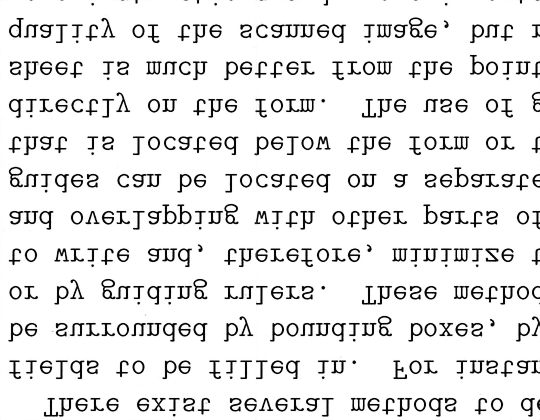 There exist several methods to de
fields to be filled in. For instan
be surrounded by bounding boxes, by
or by guiding rulers. These method
to write and, therefore, minimize t
and overlapping with other parts of
guides can be located on a separate
that is located below the form or t
directly on the form. The use of g
sheet is much better from the point
quality of the scanned image, but